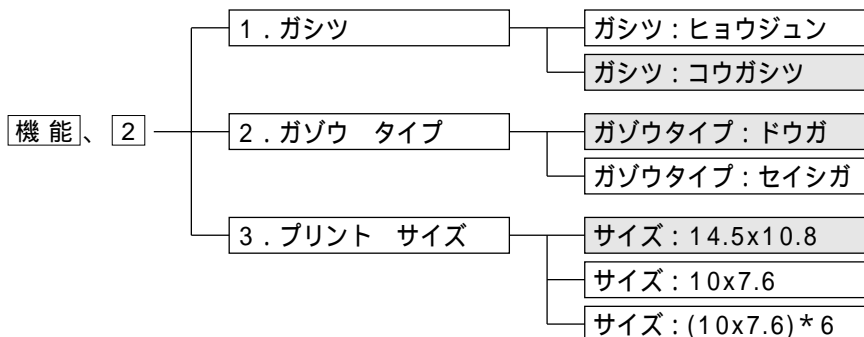 機能、2
1.ガシツ
ガシツ:ヒョウジュン
ガシツ:コウガシツ
2.ガゾウ タイプ
ガゾウタイプ:ドウガ
ガゾウタイプ:セイシガ
3.プリント サイズ
サイズ:14.5x10.8
サイズ:10x7.6
サイズ:(10x7.6)*6